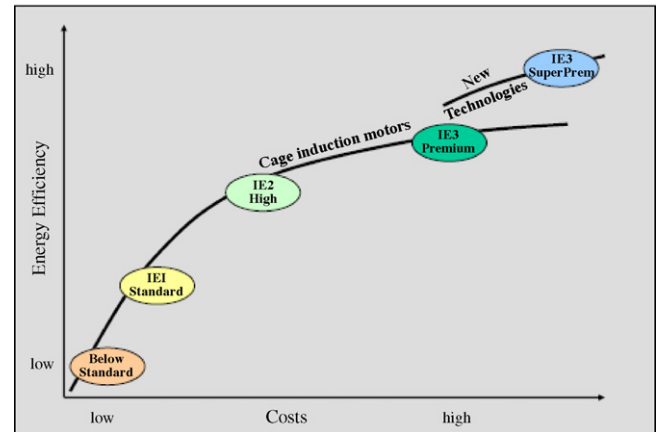 high
Energy Efficiency
low
IE3
SuperPrem
New
Technologies
Cage induction motors
IE3
Premium
IE2
High
IEI
Standard
Below
Standard
low
Costs
high